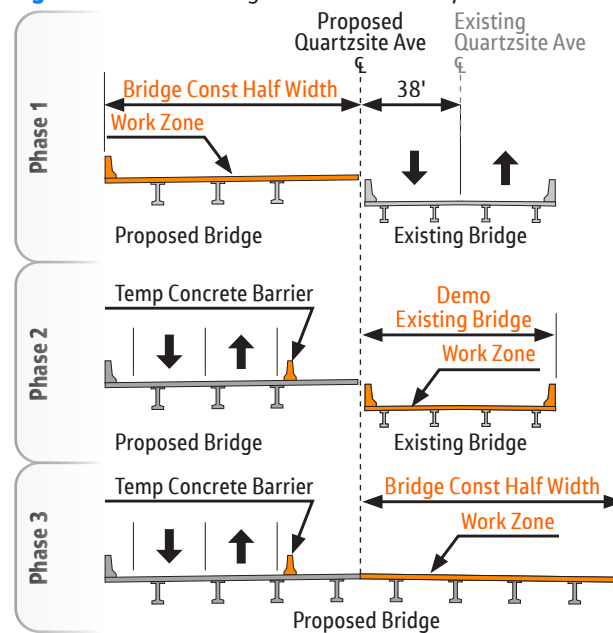 Proposed
Quartzsite Ave
℄
Existing
Quartzsite Ave
℄
Phase 1
Bridge Const Half Width
38'
Work Zone
Proposed Bridge
Existing Bridge
Phase 2
Temp Concrete Barrier
Demo
Existing Bridge
Work Zone
Proposed Bridge
Existing Bridge
Phase 3
Temp Concrete Barrier
Bridge Const Half Width
Work Zone
Proposed Bridge